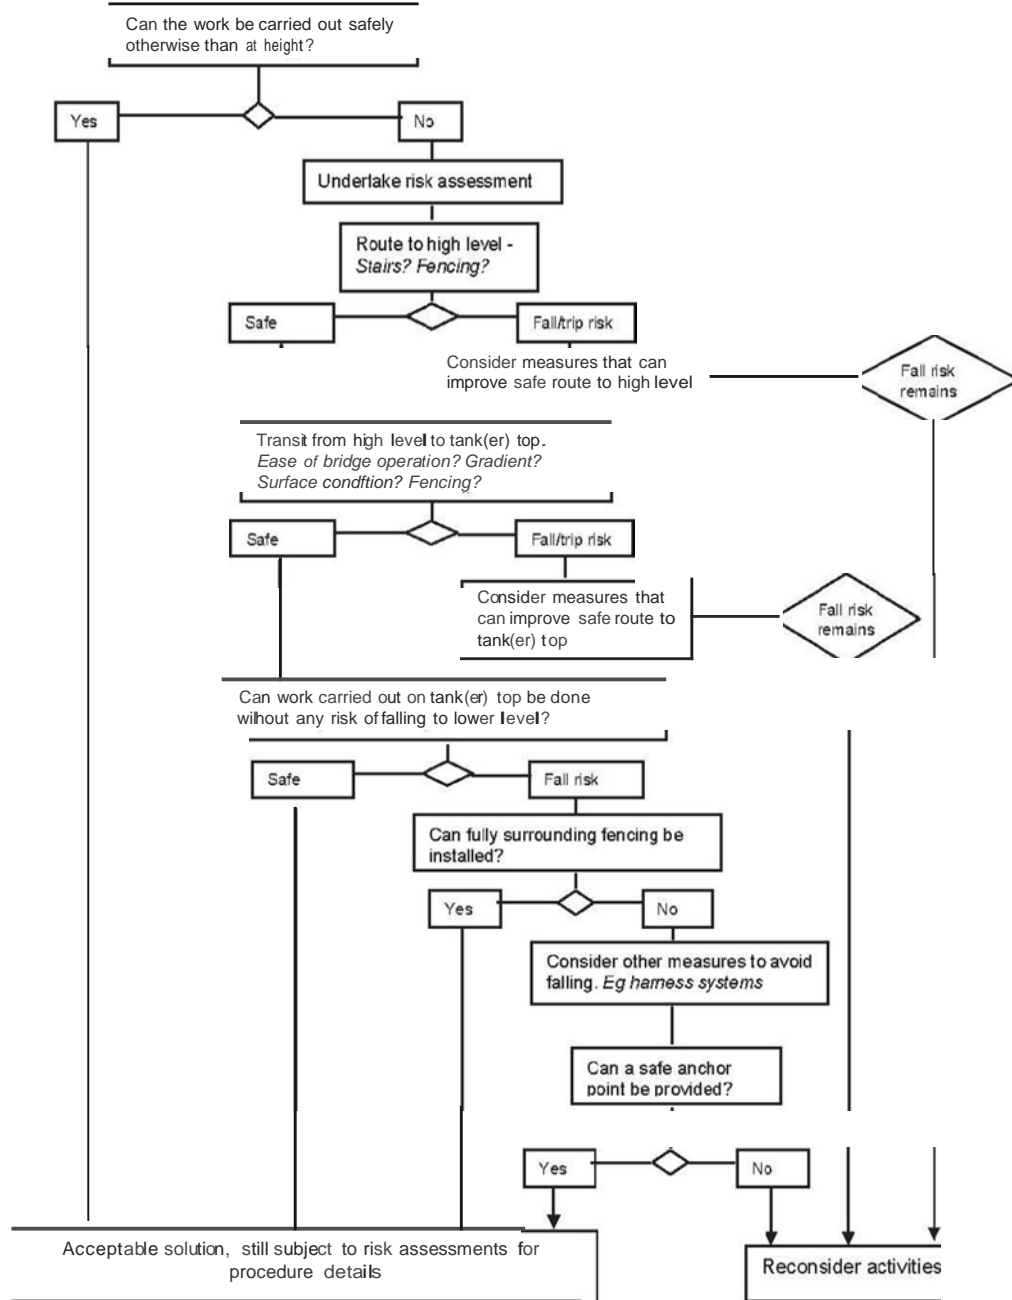 Can the work be carried out safely
otherwise than at height?
Yes
No
Undertake risk assessment
Route to high level -
Stairs? Fencing?
Safe
Fall/trip risk
Consider measures that can
improve safe route to high level
Fall risk
remains
Transit from high level to tank(er) top.
Ease of bridge operation? Gradient?
Surface condftion? Fencing?
Safe
Fall/trip risk
Consider measures that
can improve safe route to
tank(er) top
Fall risk
remains
Can work carried out on tank(er) top be done
wilhout any risk of falling to lower level?
Safe
Fall risk
Can fully surrounding fencing be
installed?
Yes
No
Consider other measures to avoid
falling. Eg harness systems
Can a safe anchor
point be provided?
Yes
No
Acceptable solution, still subject to risk assessments for
procedure details
Reconsider activities